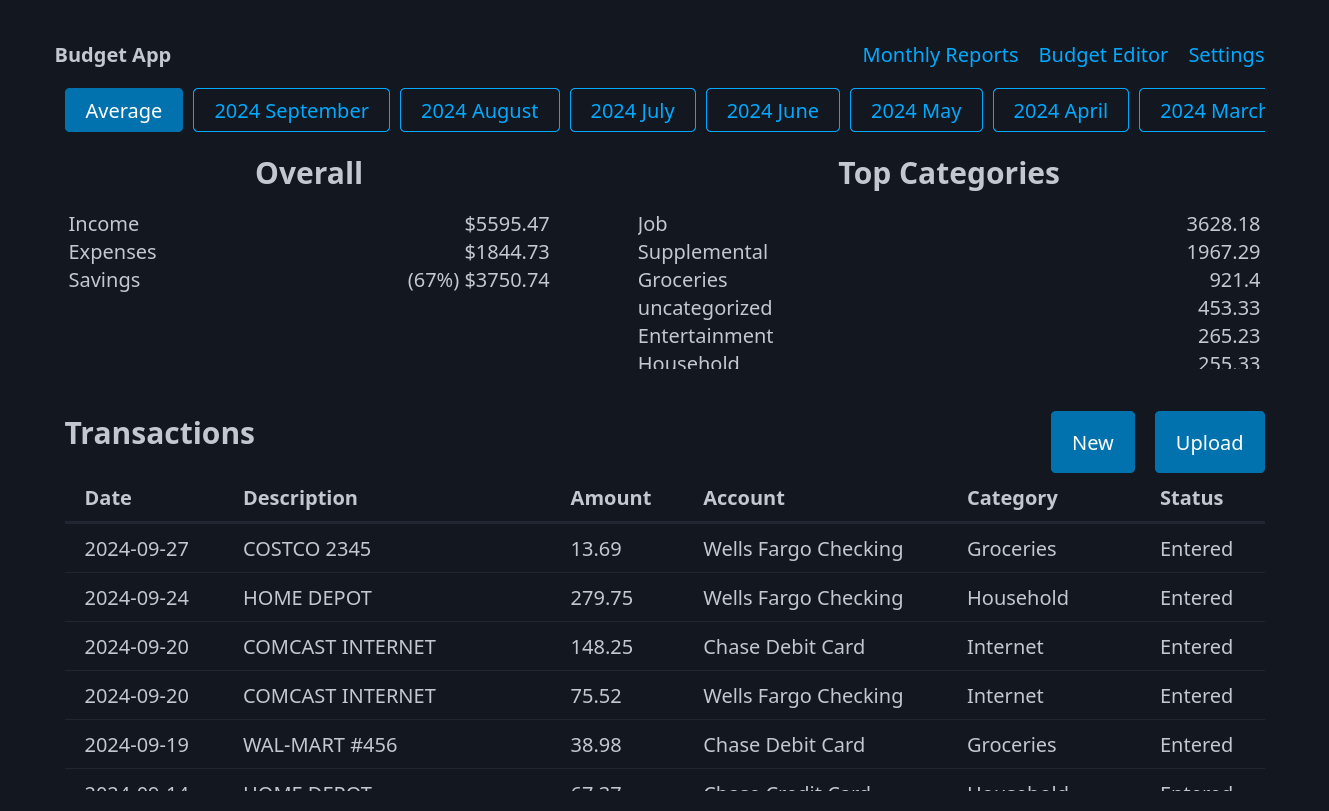 Budget App Monthly Reports Budget Editor Settings
Average 2024 September 2024 August 2024 July 2024 June 2024 May 2024 April 2024 March
Overall
Income $5595.47
Expenses $1844.73
Savings (67%) $3750.74
Top Categories
Job 3628.18
Supplemental 1967.29
Groceries 921.4
uncategorized 453.33
Entertainment 265.23
Household 255.33
Transactions New Upload
Date Description Amount Account Category Status
2024-09-27 COSTCO 2345 13.69 Wells Fargo Checking Groceries Entered
2024-09-24 HOME DEPOT 279.75 Wells Fargo Checking Household Entered
2024-09-20 COMCAST INTERNET 148.25 Chase Debit Card Internet Entered
2024-09-20 COMCAST INTERNET 75.52 Wells Fargo Checking Internet Entered
2024-09-19 WAL-MART #456 38.98 Chase Debit Card Groceries Entered
2024-09-14 HOME DEPOT Chase Credit Card Household Entered